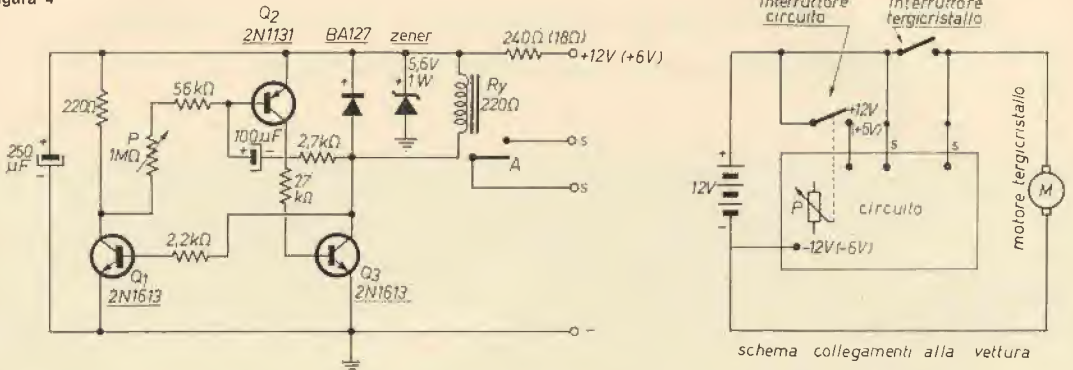 figura 4
Q2
2N1131
BA127
zener
5,6V
1W
240Ω (18Ω)
+12V (+6V)
Ry
220Ω
220Ω
56kΩ
P
1MΩ
100µF
+
-
2,7kΩ
27
kΩ
+
250
µF
-
+
+
A
s
s
2,2kΩ
Q1
2N1613
Q3
2N1613
-
interruttore
circuito
interruttore
tergicristallo
+12V
(+6V)
s
s
+
12V
-
P
circuito
-12V(-6V)
M
motore tergicristallo
schema collegamenti alla vettura